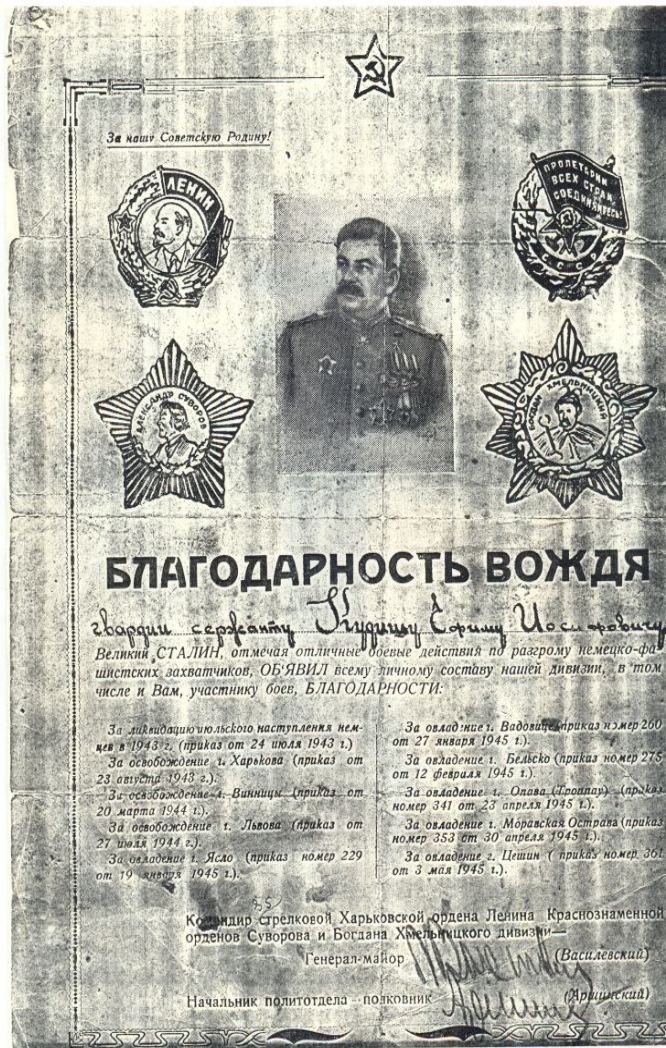 За нашу Советскую Родину!
ЛЕНИН
ПРОЛЕТАРИИ
ВСЕХ СТРАН,
СОЕДИНЯЙТЕСЬ!
СССР
АЛЕКСАНДР СУВОРОВ
БОГДАН ХМЕЛЬНИЦКИЙ
БЛАГОДАРНОСТЬ ВОЖДЯ
гвардии сержанту Ефиму Иосифовичу
Великий СТАЛИН, отмечая отличные боевые действия по разгрому немецко-фа-
шистских захватчиков, ОБ'ЯВИЛ всему личному составу нашей дивизии, в том
числе и Вам, участнику боев, БЛАГОДАРНОСТИ:
За ликвидацию июльского наступления нем-
цев в 1943 г. (приказ от 24 июля 1943 г.)
За освобождение г. Харькова (приказ от
23 августа 1943 г.).
За освобождение г. Винницы (приказ от
20 марта 1944 г.).
За освобождение г. Львова (приказ от
27 июля 1944 г.).
За овладение г. Ясло (приказ номер 229
от 19 января 1945 г.).
За овладение г. Вадовице (приказ номер 260
от 27 января 1945 г.).
За овладение г. Бельско (приказ номер 275
от 12 февраля 1945 г.).
За овладение г. Опава (Троппау) (приказ
номер 341 от 23 апреля 1945 г.).
За овладение г. Моравская Острава (приказ
номер 353 от 30 апреля 1945 г.).
За овладение г. Цешин ( приказ номер 361
от 3 мая 1945 г.).
Командир стрелковой Харьковской ордена Ленина Краснознаменной
орденов Суворова и Богдана Хмельницкого дивизии—
Генерал-майор (Василевский)
Начальник политотдела - полковник (Аршинский)